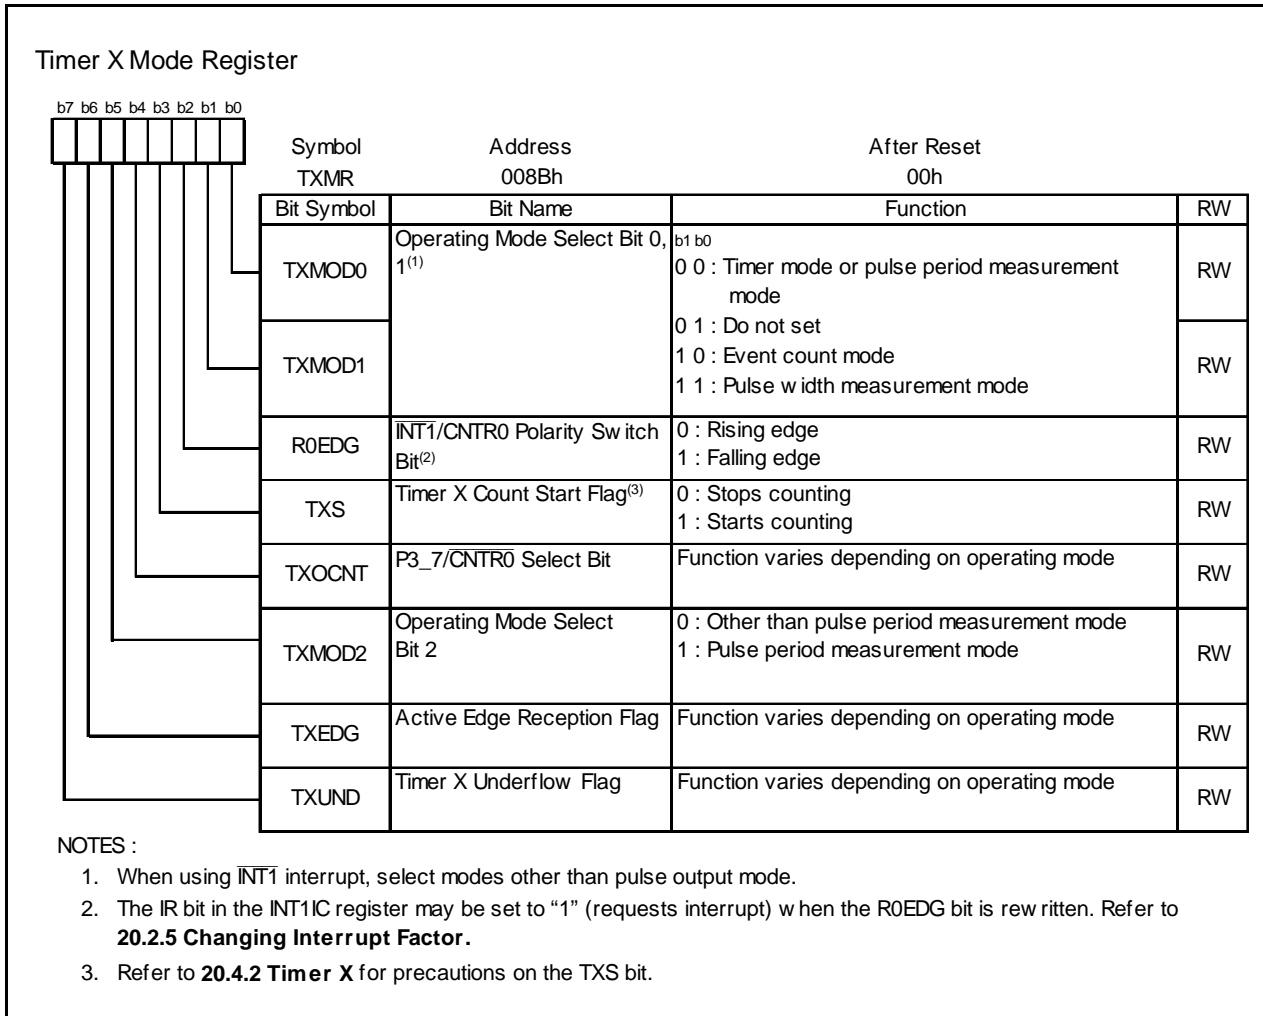 Timer X Mode Register
b7 b6 b5 b4 b3 b2 b1 b0
Symbol Address After Reset
TXMR 008Bh 00h
Bit Symbol Bit Name Function RW
TXMOD0 Operating Mode Select Bit 0, 1(1) b1 b0
0 0 : Timer mode or pulse period measurement
mode
RW
0 1 : Do not set
TXMOD1 1 0 : Event count mode RW
1 1 : Pulse width measurement mode
R0EDG INT1/CNTR0 Polarity Switch 0 : Rising edge RW
Bit(2) 1 : Falling edge
TXS Timer X Count Start Flag(3) 0 : Stops counting RW
1 : Starts counting
TXOCNT P3_7/CNTR0 Select Bit Function varies depending on operating mode RW
TXMOD2 Operating Mode Select 0 : Other than pulse period measurement mode RW
Bit 2 1 : Pulse period measurement mode
TXEDG Active Edge Reception Flag Function varies depending on operating mode RW
TXUND Timer X Underflow Flag Function varies depending on operating mode RW
NOTES :
1. When using INT1 interrupt, select modes other than pulse output mode.
2. The IR bit in the INT1IC register may be set to “1” (requests interrupt) when the R0EDG bit is rewritten. Refer to
20.2.5 Changing Interrupt Factor.
3. Refer to 20.4.2 Timer X for precautions on the TXS bit.